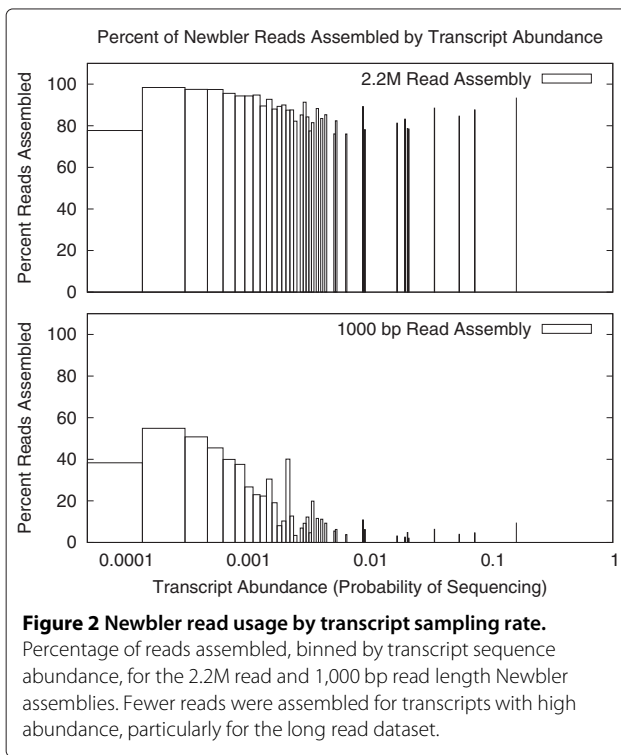 Percent of Newbler Reads Assembled by Transcript Abundance
2.2M Read Assembly
Percent Reads Assembled
100
80
60
40
20
0
1000 bp Read Assembly
Percent Reads Assembled
100
80
60
40
20
0
0.0001 0.001 0.01 0.1 1
Transcript Abundance (Probability of Sequencing)
Figure 2 Newbler read usage by transcript sampling rate.
Percentage of reads assembled, binned by transcript sequence
abundance, for the 2.2M read and 1,000 bp read length Newbler
assemblies. Fewer reads were assembled for transcripts with high
abundance, particularly for the long read dataset.